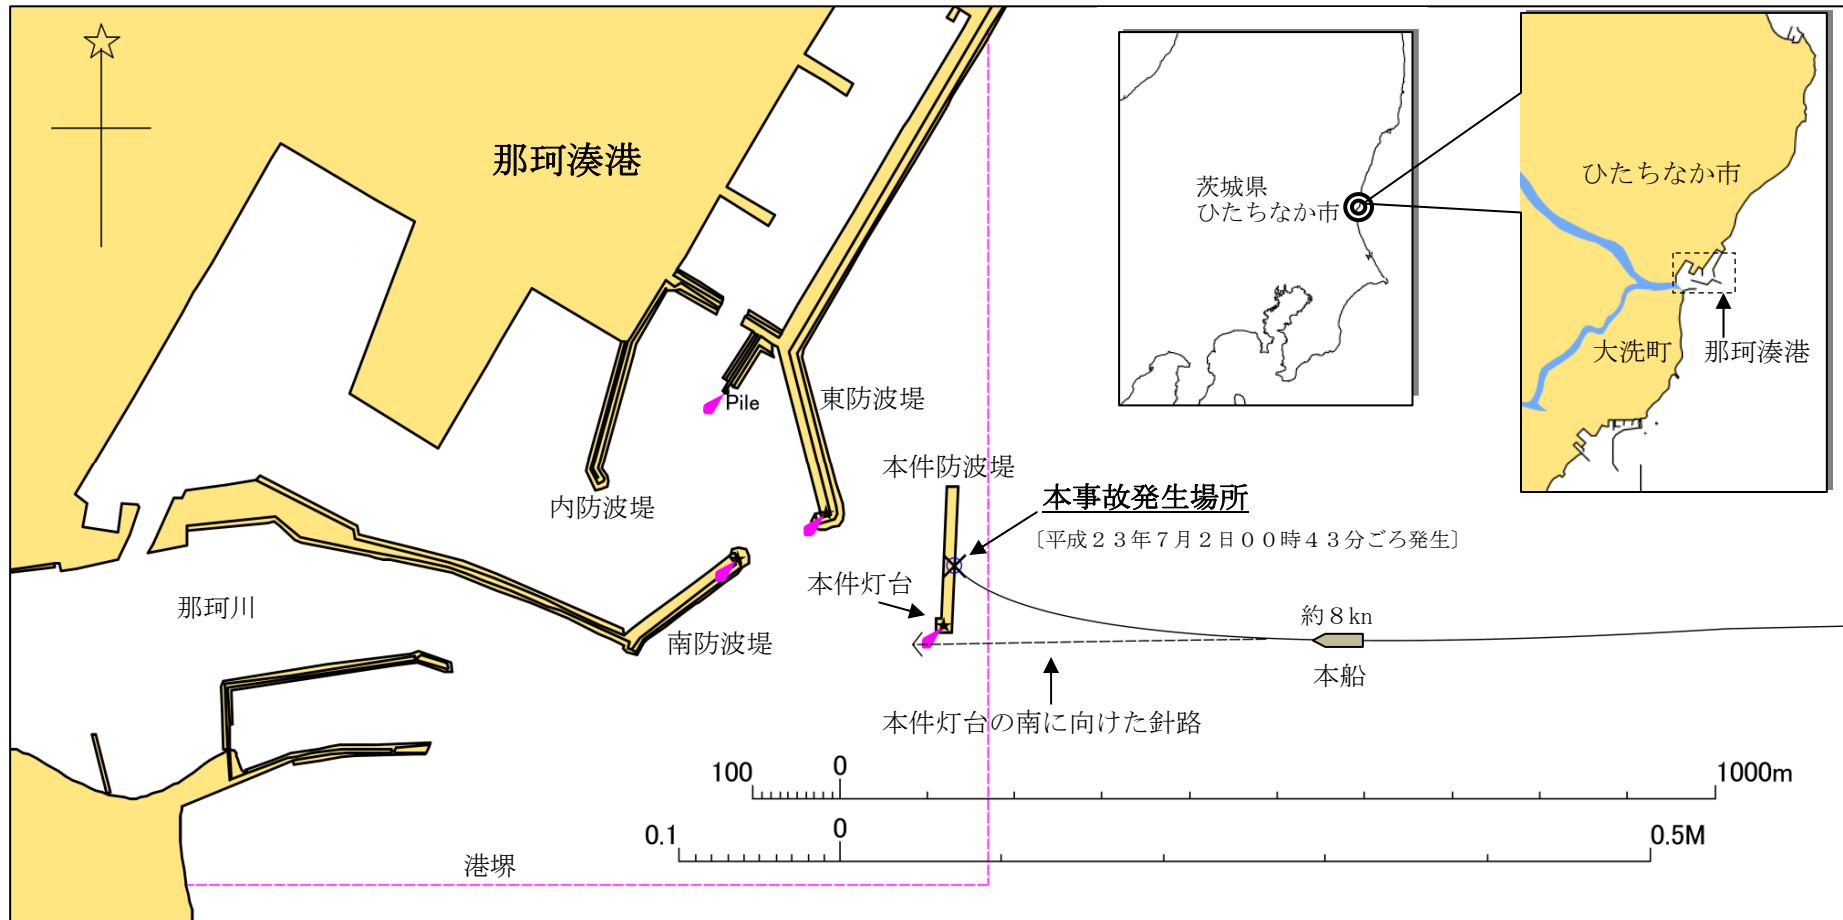 那珂湊港
茨城県
ひたちなか市
ひたちなか市
大洗町
那珂湊港
Pile
東防波堤
本件防波堤
内防波堤
本事故発生場所
〔平成２３年７月２日００時４３分ごろ発生〕
本件灯台
那珂川
南防波堤
約８kn
本船
本件灯台の南に向けた針路
100
0
1000m
0.1
0
0.5M
港堺